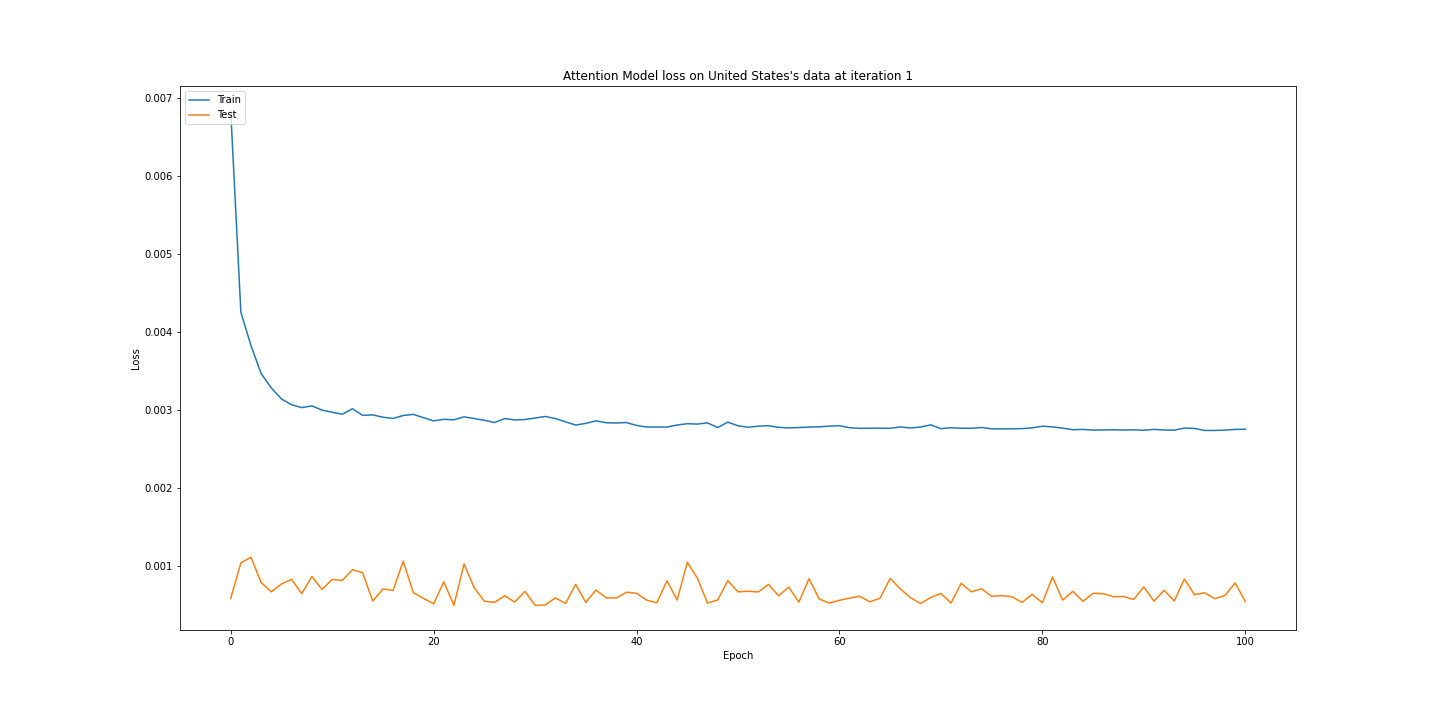 Attention Model loss on United States's data at iteration 1
Train
Test
0.007
0.006
0.005
0.004
0.003
0.002
0.001
Loss
0
20
40
60
80
100
Epoch